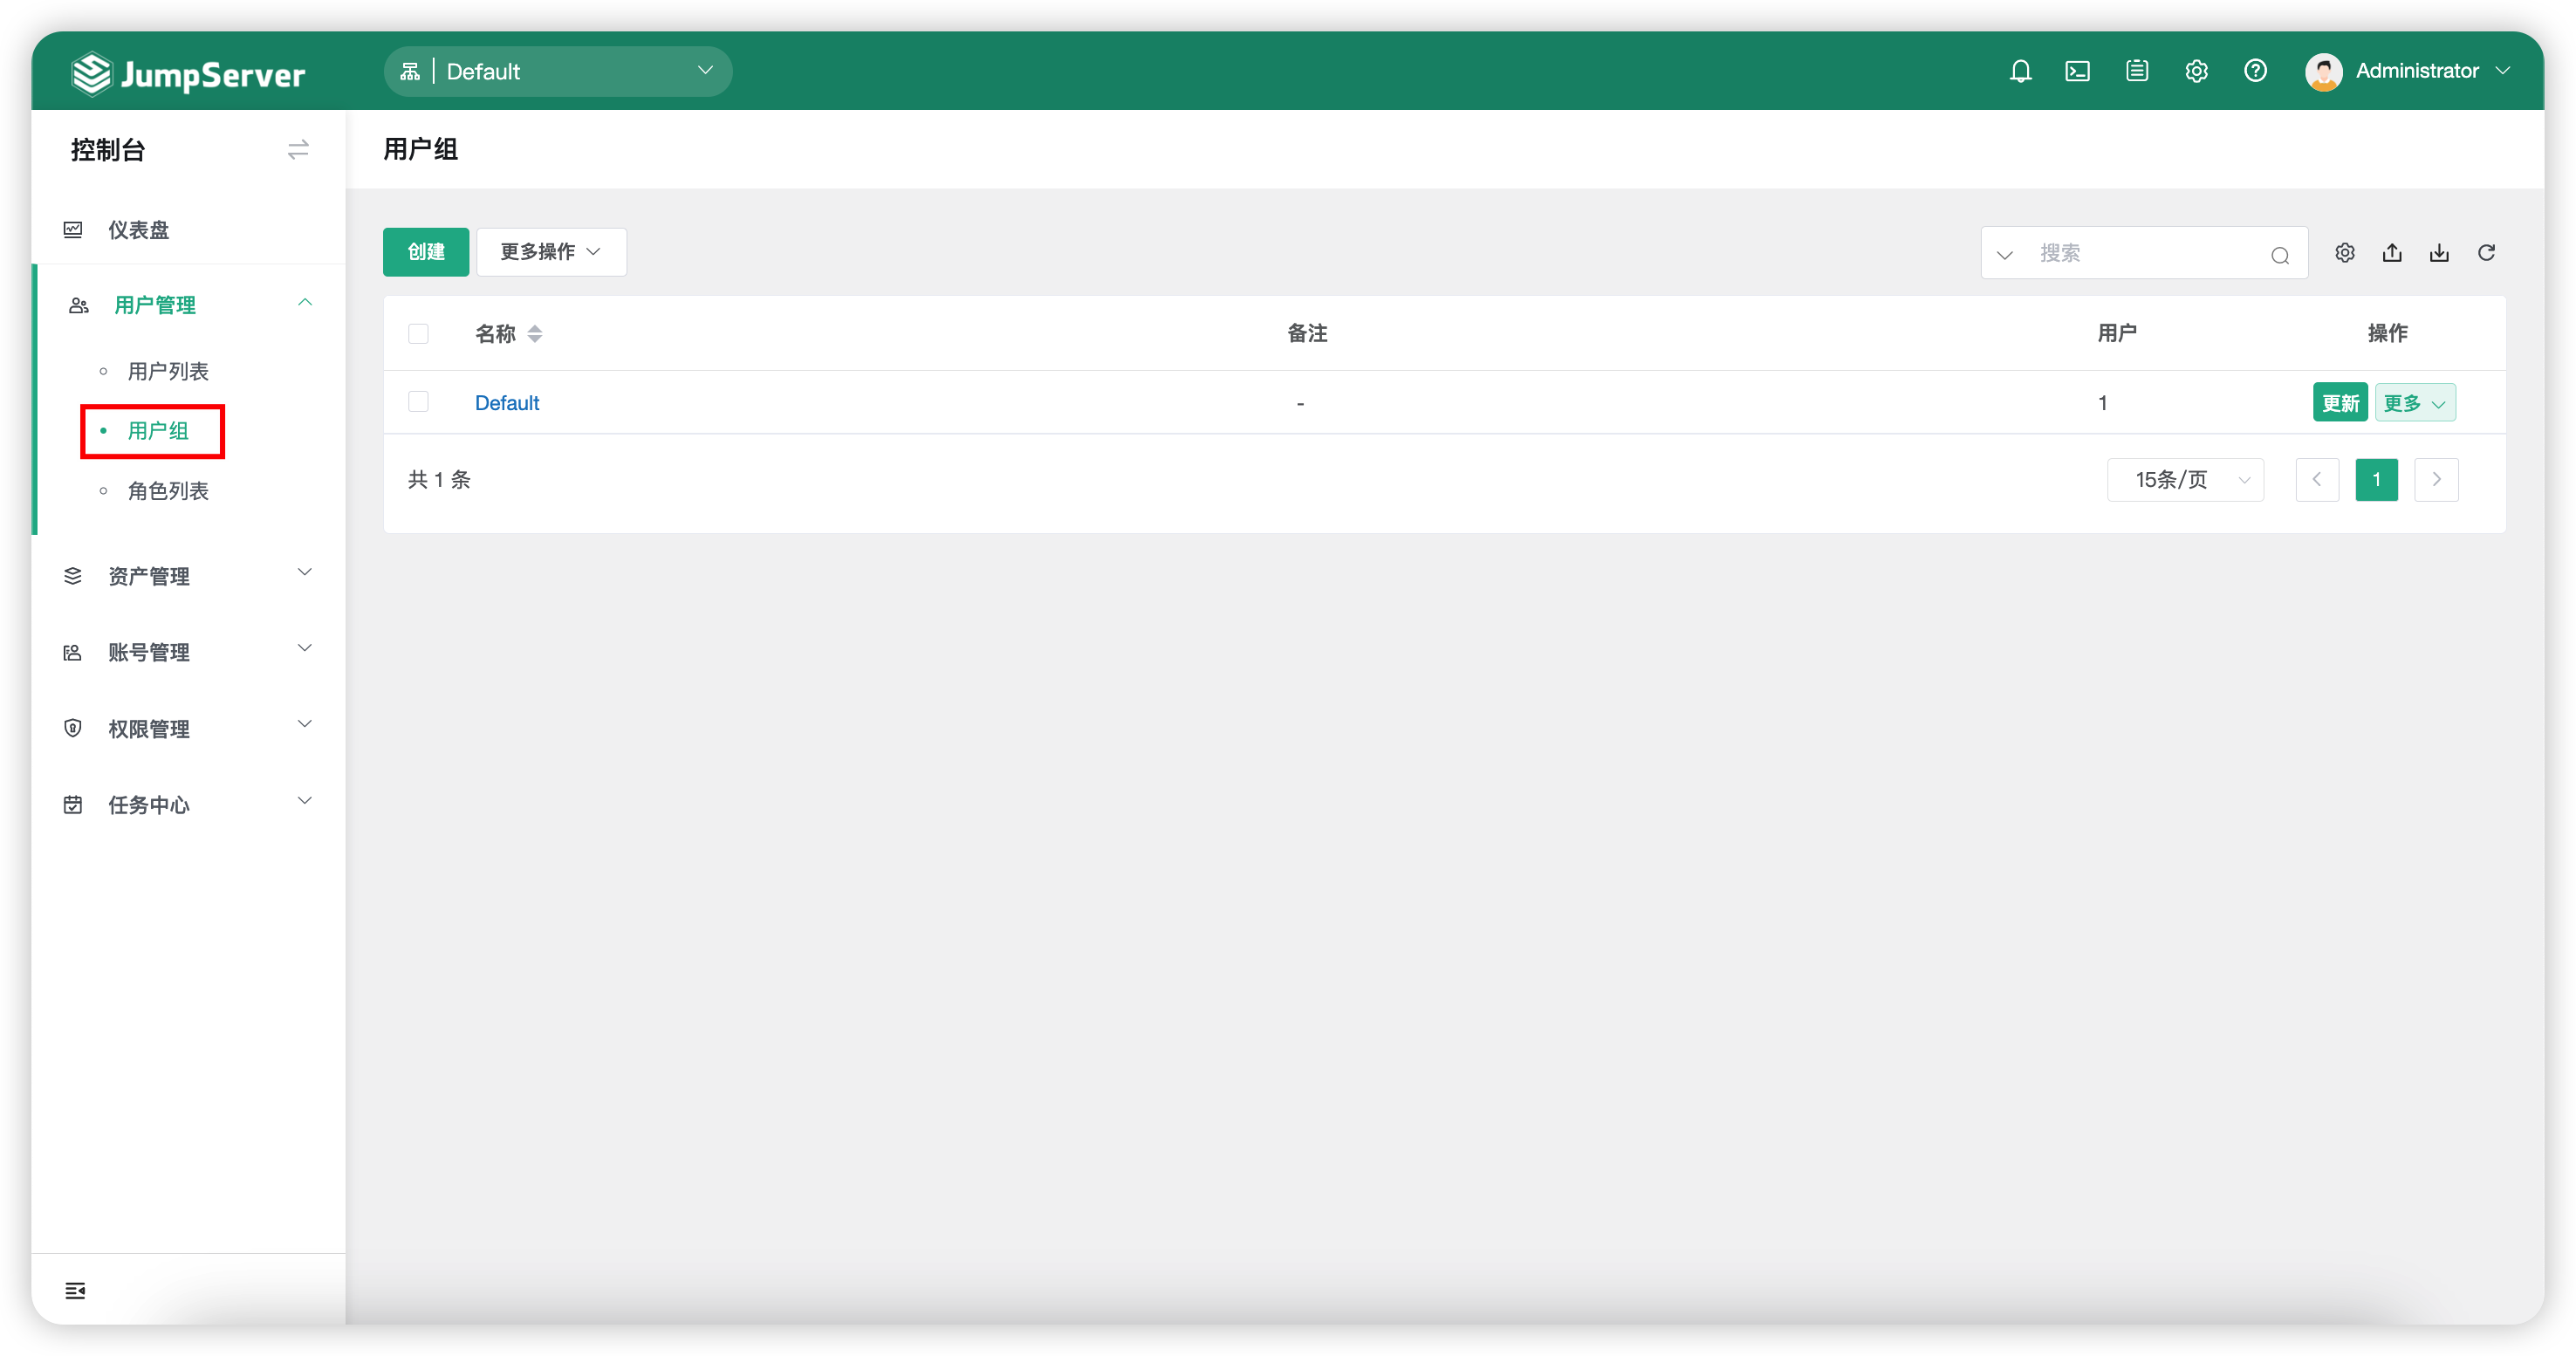 JumpServer
Default
Administrator
控制台
用户组
仪表盘
创建
更多操作
搜索
用户管理
名称
备注
用户
操作
用户列表
Default
-
1
更新
更多
用户组
共 1 条
15条/页
1
角色列表
资产管理
账号管理
权限管理
任务中心